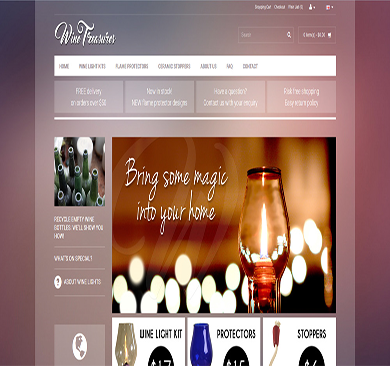 Shopping Cart Checkout Wish List (0)
Wine Treasures
Search
0 item(s) - $0.00
HOME WINE LIGHT KITS FLAME PROTECTORS CERAMIC STOPPERS ABOUT US FAQ CONTACT
FREE delivery
on orders over $50
Now in stock!
NEW flame protector designs
Have a question?
Contact us with your enquiry
Risk free shopping
Easy return policy
Bring some magic
into your home
RECYCLE EMPTY WINE
BOTTLES. WE'LL SHOW YOU
HOW!
WHAT'S ON SPECIAL?
ABOUT WINE LIGHTS
WINE LIGHT KIT
PROTECTORS
STOPPERS
$17
$15